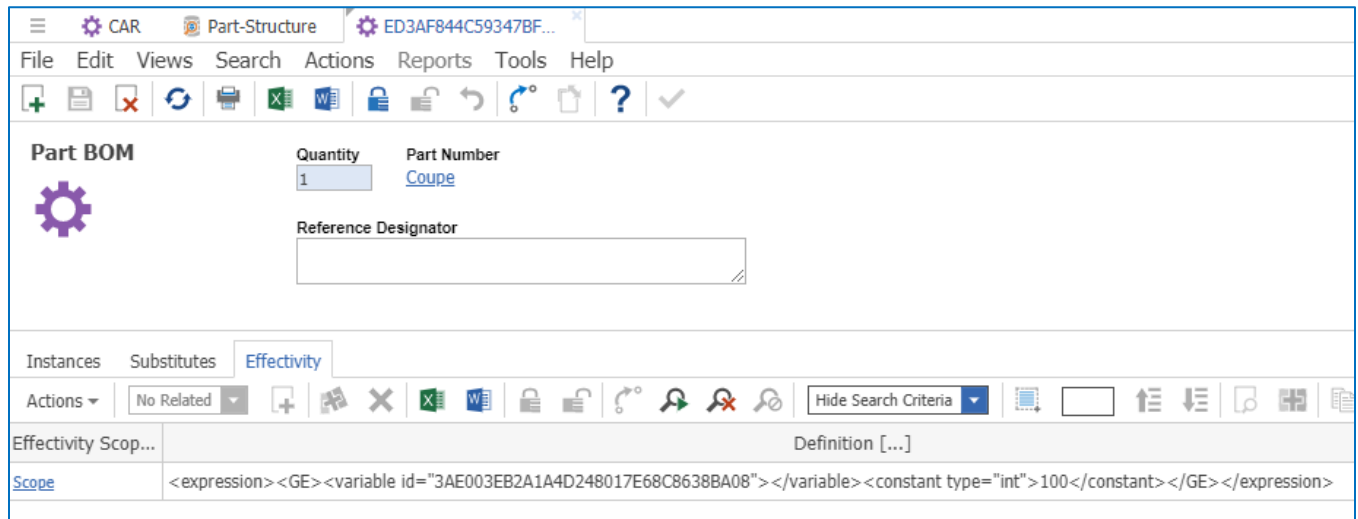 CAR Part-Structure ED3AF844C59347BF...
File Edit Views Search Actions Reports Tools Help
Part BOM
Quantity Part Number
1 Coupe
Reference Designator
Instances Substitutes Effectivity
Actions No Related Hide Search Criteria
Effectivity Scop... Definition [...]
Scope <expression><GE><variable id="3AE003EB2A1A4D248017E68C8638BA08"></variable><constant type="int">100</constant></GE></expression>